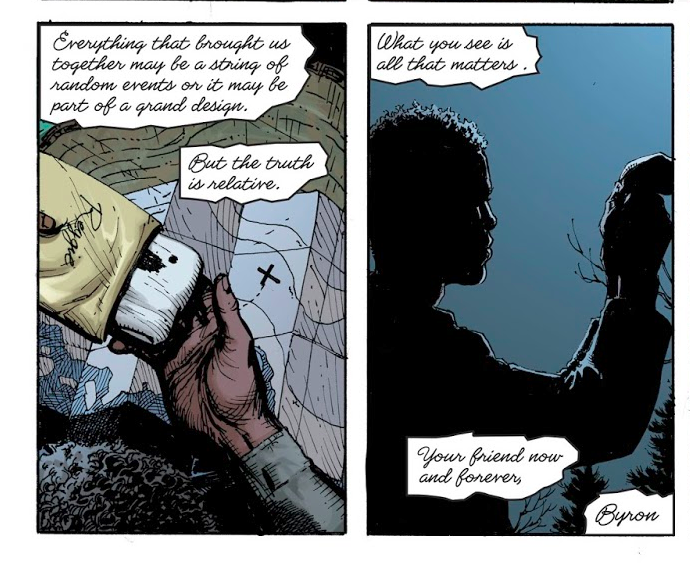 Everything that brought us
together may be a string of
random events or it may be
part of a grand design.
But the truth
is relative.
Reggie
What you see is
all that matters .
Your friend now
and forever,
Byron